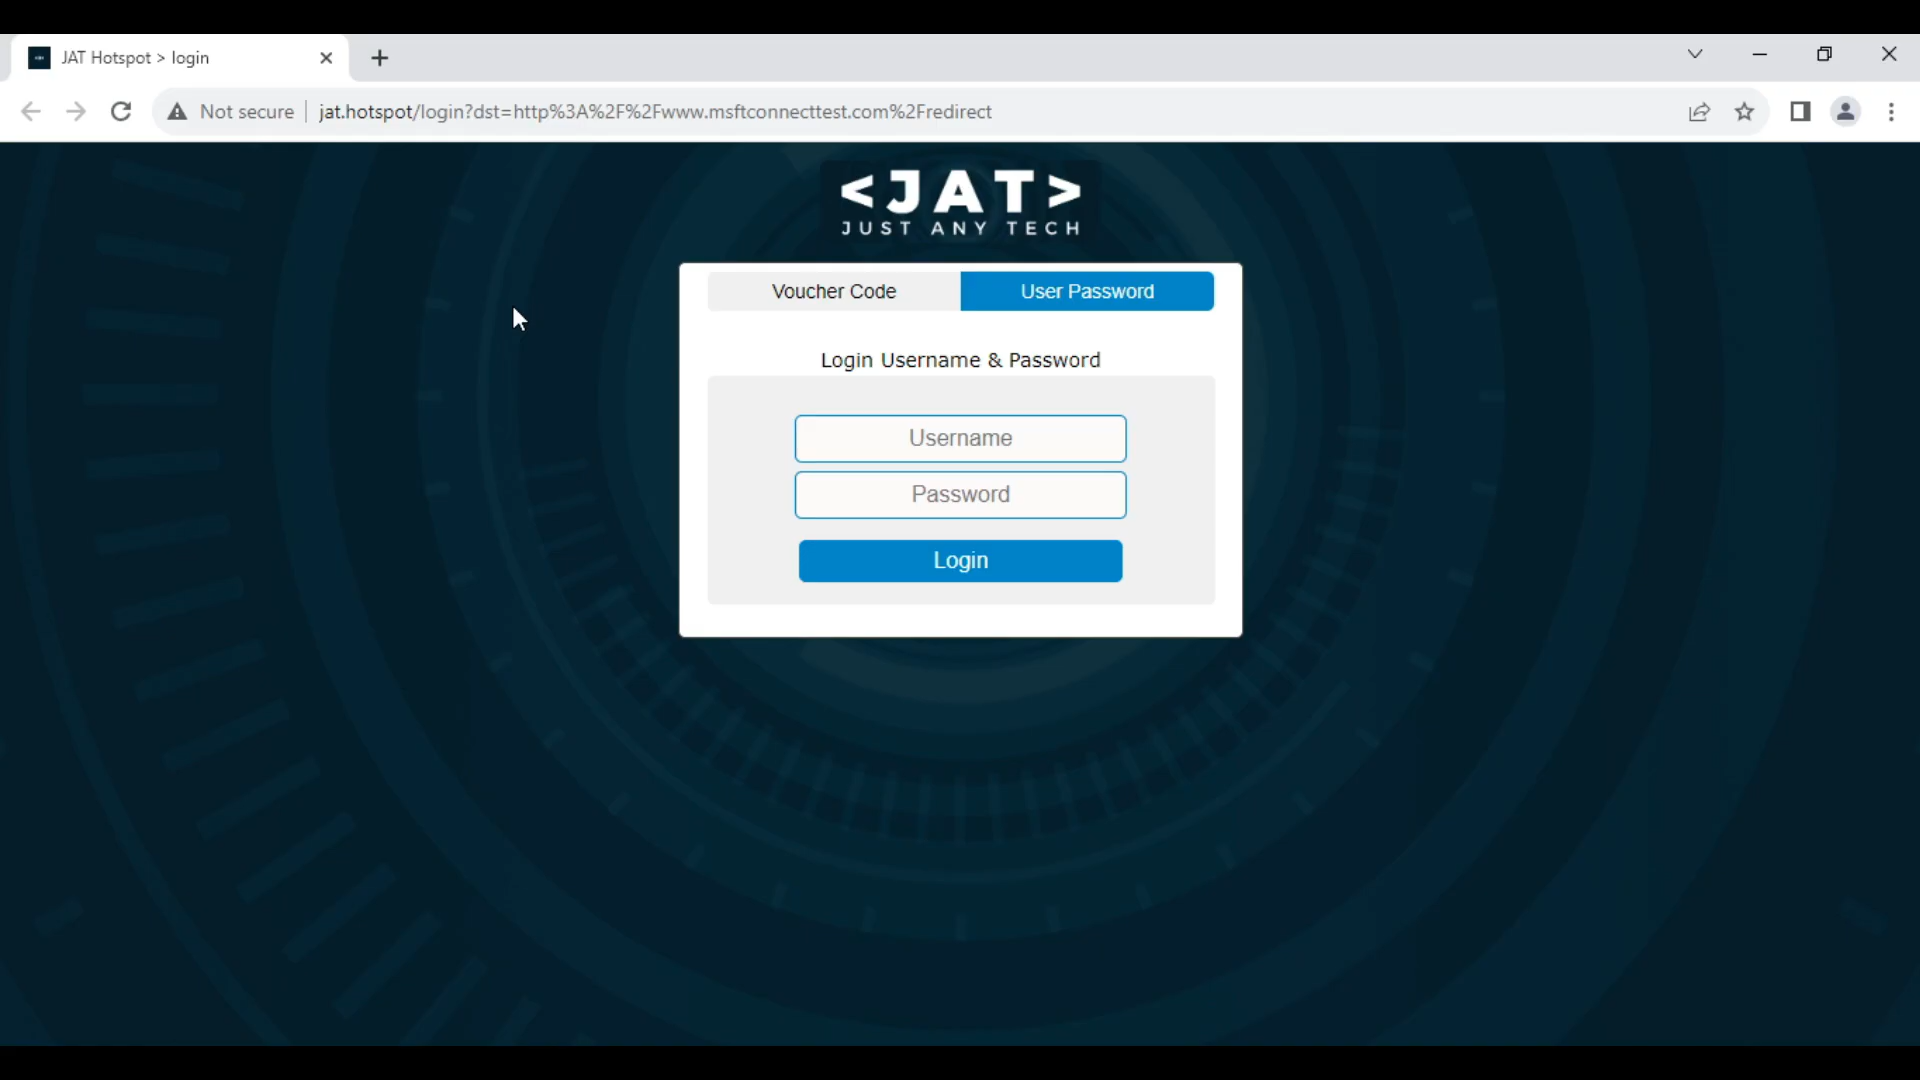 JAT Hotspot > login
Not secure
jat.hotspot/login?dst=http%3A%2F%2Fwww.msftconnecttest.com%2Fredirect
<JAT>
JUST ANY TECH
Voucher Code
User Password
Login Username & Password
Username
Password
Login